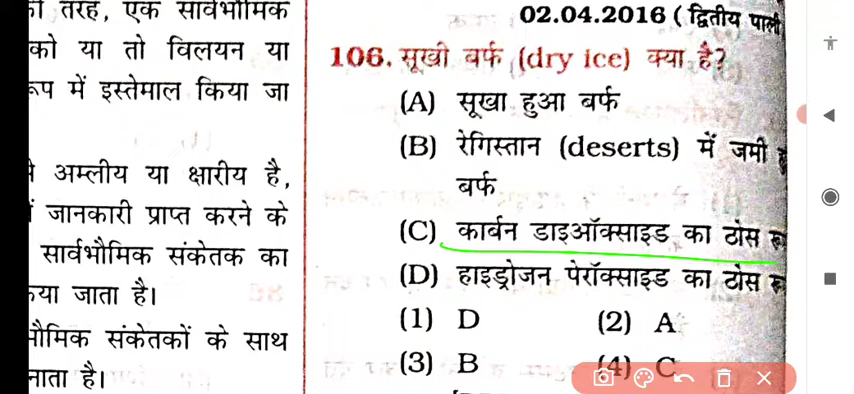 तरह, एक सार्वभौमिक
को या तो विलयन या
रूप में इस्तेमाल किया जा
अम्लीय या क्षारीय है,
जानकारी प्राप्त करने के
सार्वभौमिक संकेतक का
जाता है।
संकेतकों के साथ
है।
02.04.2016 ( द्वितीय पाली
106. सूखी बर्फ (dry ice) क्या है?
(A) सूखा हुआ बर्फ
(B) रेगिस्तान (deserts) में जमी
बर्फ
(C) कार्बन डाइऑक्साइड का ठोस
(D) हाइड्रोजन पेरॉक्साइड का ठोस
(1) D (2) A
(3) B (4) C